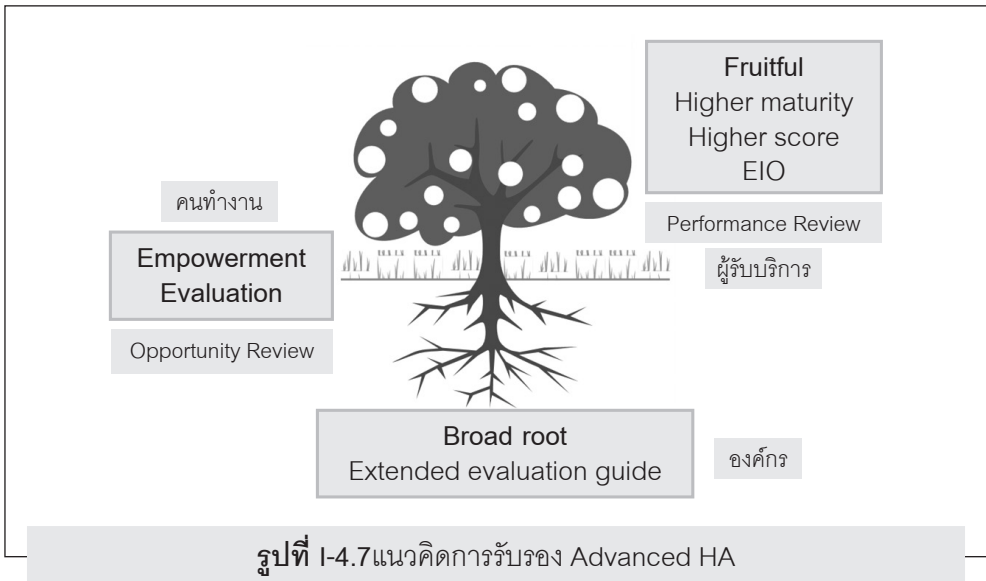 Fruitful
Higher maturity
Higher score
EIO
Performance Review
ผู้รับบริการ
คนทำงาน
Empowerment
Evaluation
Opportunity Review
Broad root
Extended evaluation guide
องค์กร
รูปที่ I-4.7แนวคิดการรับรอง Advanced HA